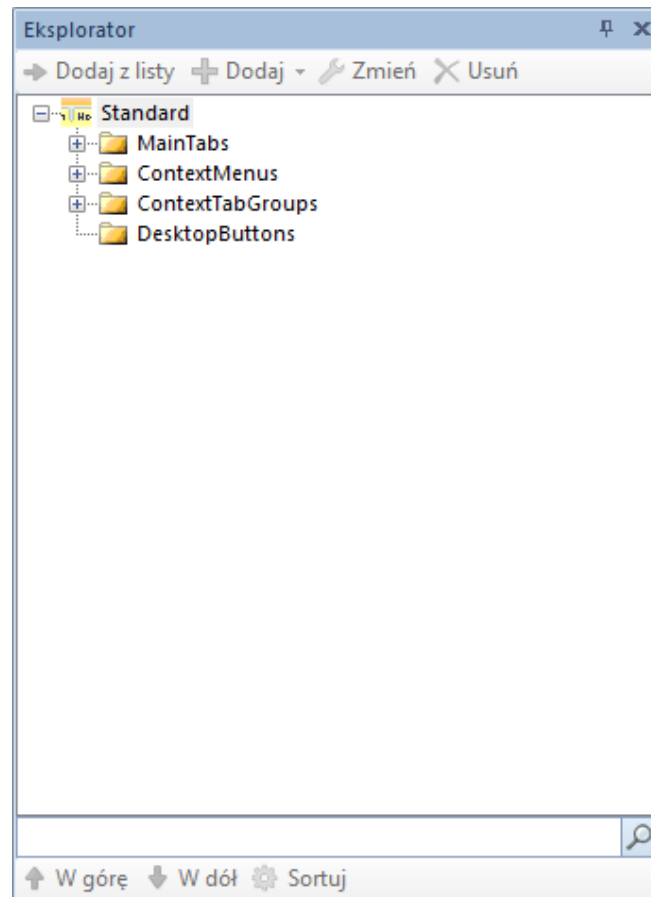 Eksplorator
Dodaj z listy Dodaj Zmień Usuń
Standard
MainTabs
ContextMenus
ContextTabGroups
DesktopButtons
W górę W dół Sortuj